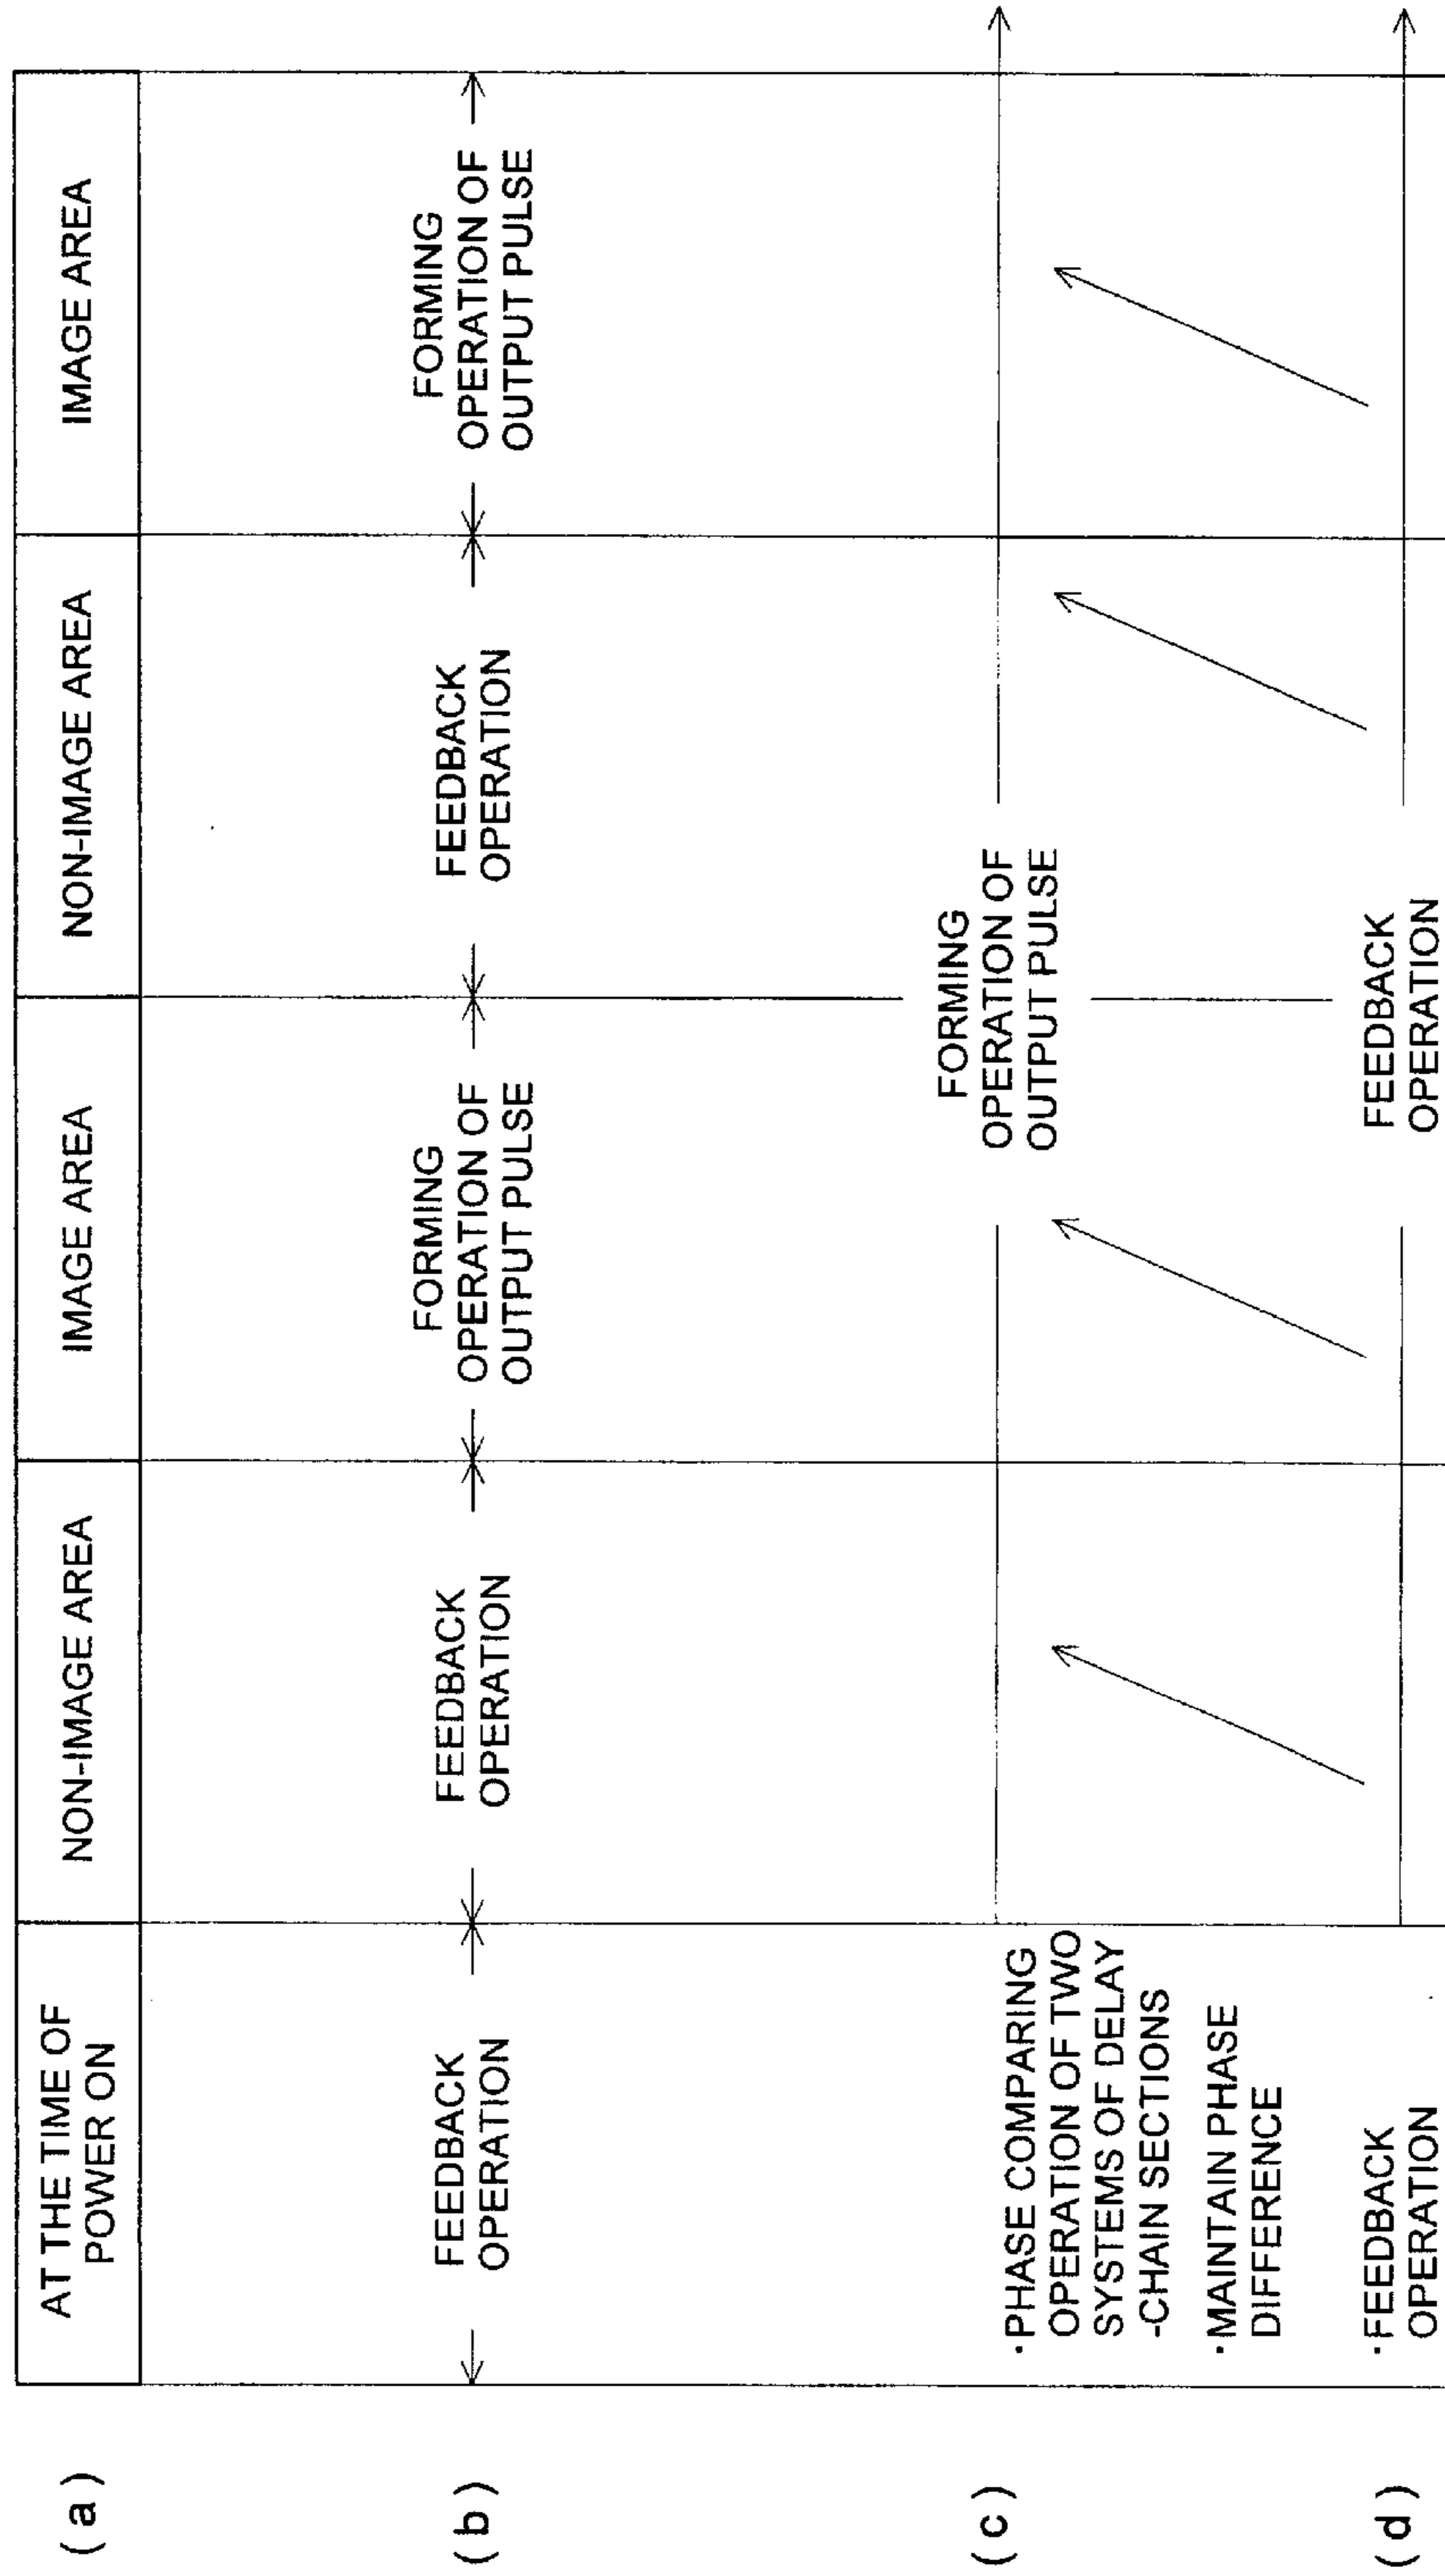 ( a )
AT THE TIME OF
POWER ON
NON-IMAGE AREA
IMAGE AREA
NON-IMAGE AREA
IMAGE AREA
( b )
FEEDBACK
OPERATION
FEEDBACK
OPERATION
FORMING
OPERATION OF
OUTPUT PULSE
FEEDBACK
OPERATION
FORMING
OPERATION OF
OUTPUT PULSE
( c )
·PHASE COMPARING
OPERATION OF TWO
SYSTEMS OF DELAY
-CHAIN SECTIONS
·MAINTAIN PHASE
DIFFERENCE
FORMING
OPERATION OF
OUTPUT PULSE
( d )
·FEEDBACK
OPERATION
FEEDBACK
OPERATION